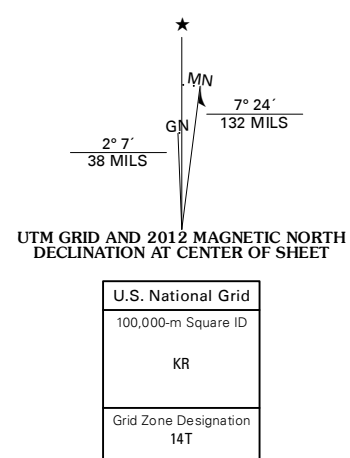 ★
MN
GN
7° 24´
132 MILS
2° 7´
38 MILS
UTM GRID AND 2012 MAGNETIC NORTH
DECLINATION AT CENTER OF SHEET
U.S. National Grid
100,000-m Square ID
KR
Grid Zone Designation
14T